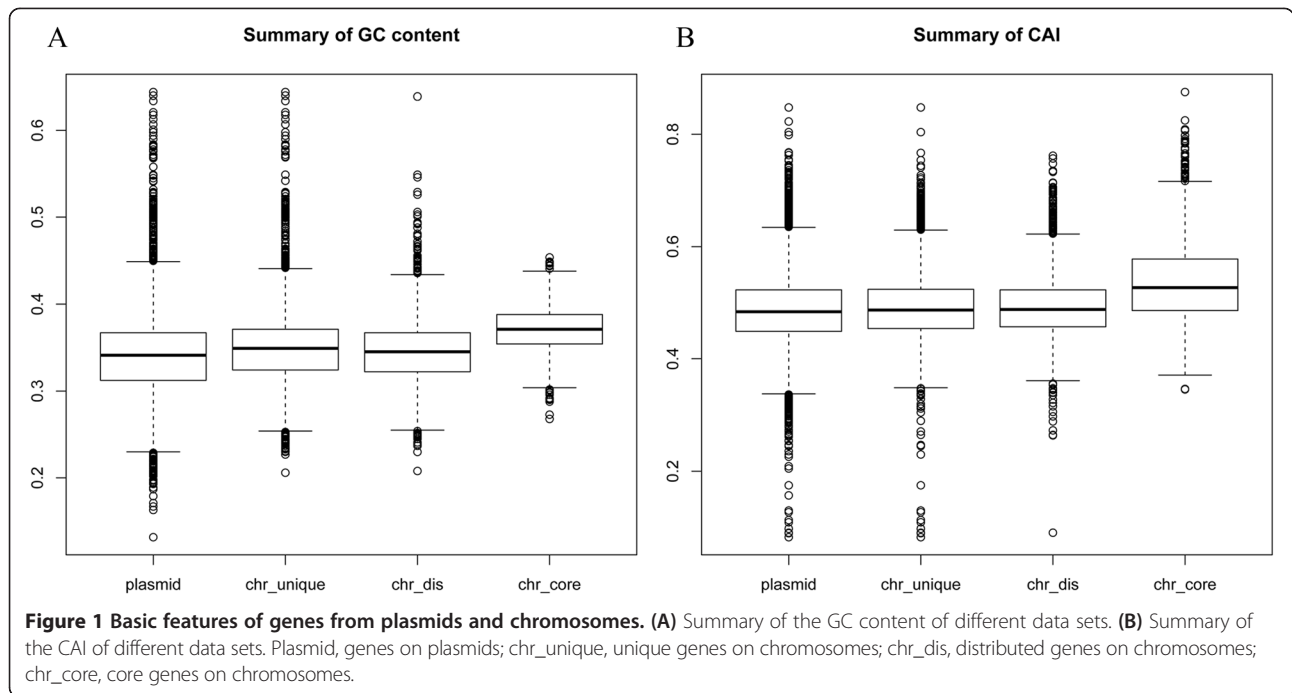 A
Summary of GC content
0.6
0.5
0.4
0.3
0.2
plasmid chr_unique chr_dis chr_core
B
Summary of CAI
0.8
0.6
0.4
0.2
plasmid chr_unique chr_dis chr_core
Figure 1 Basic features of genes from plasmids and chromosomes. (A) Summary of the GC content of different data sets. (B) Summary of
the CAI of different data sets. Plasmid, genes on plasmids; chr_unique, unique genes on chromosomes; chr_dis, distributed genes on chromosomes;
chr_core, core genes on chromosomes.